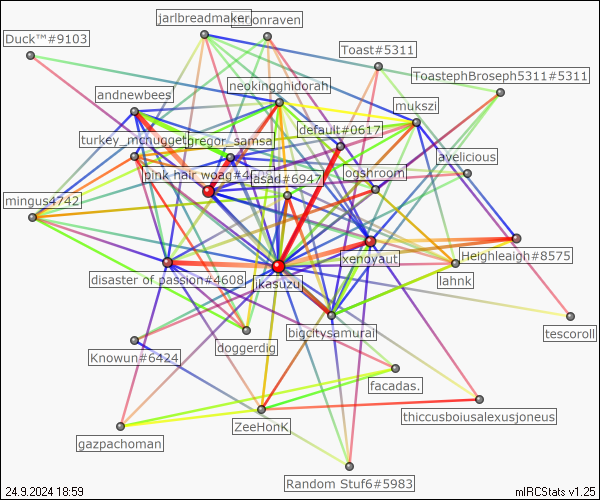 jarlbreadmaker
Duck™#9103
Toast#5311
ToastephBroseph5311#5311
neokingghidorah
andnewbees
mukszi
default#0617
turkey_mcnugget
gregor_samsa
avelicious
pink hair woag#4
asad#6947
ogshroom
mingus4742
xenoyaut
Heighleaigh#8575
disaster of passion#4608
jkasuzu
lahnk
bigcitysamurai
tescoroll
doggerdig
Knowun#6424
facadas.
thiccusboiusalexusjoneus
ZeeHonK
gazpachoman
Random Stuf6#5983
24.9.2024 18:59
mIRCStats v1.25